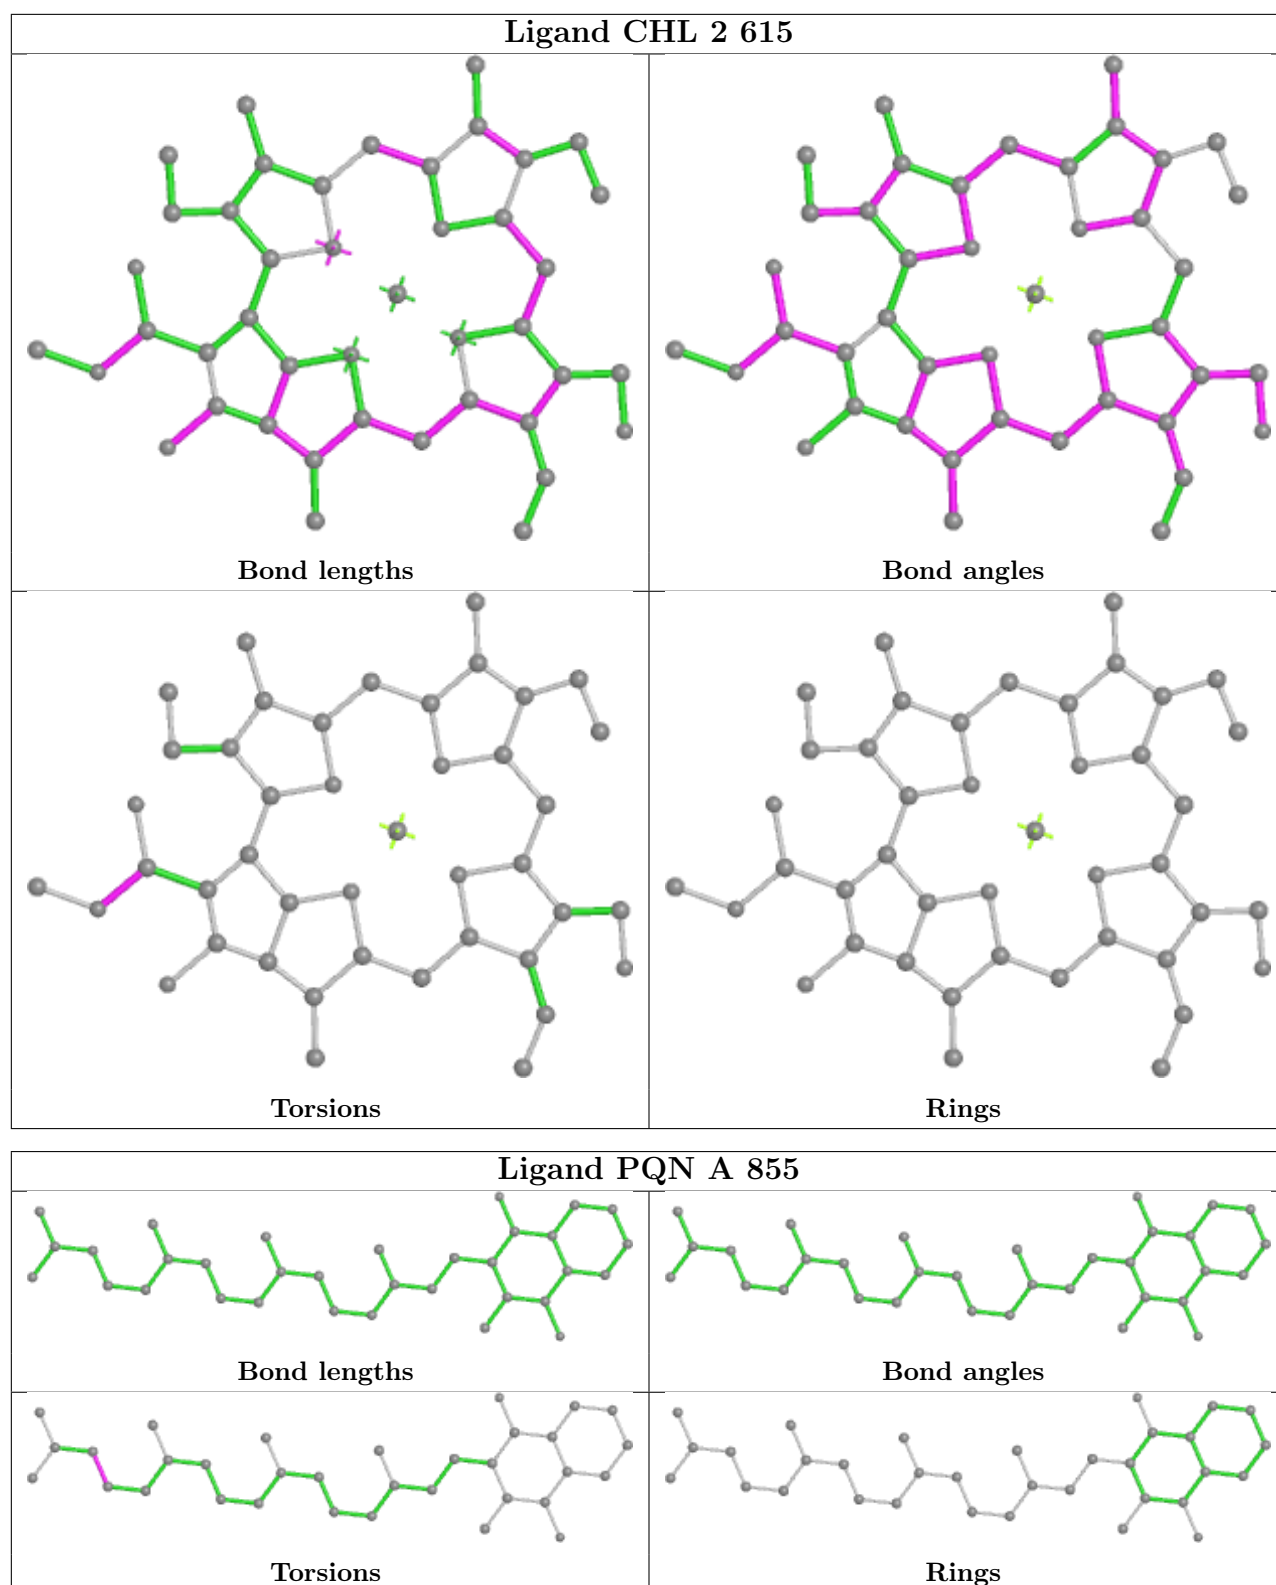 Ligand CHL 2 615
Bond lengths
Bond angles
Torsions
Rings
Ligand PQN A 855
Bond lengths
Bond angles
Torsions
Rings